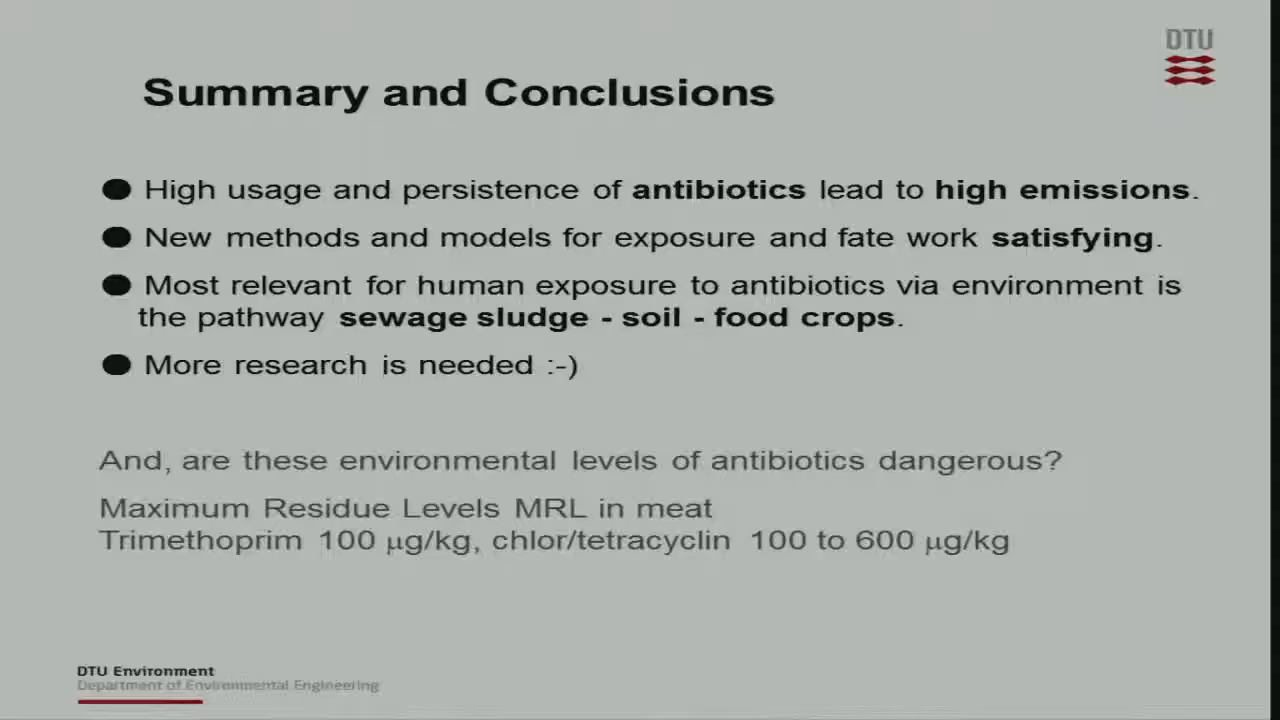 DTU
Summary and Conclusions
● High usage and persistence of antibiotics lead to high emissions.
● New methods and models for exposure and fate work satisfying.
● Most relevant for human exposure to antibiotics via environment is
the pathway sewage sludge - soil - food crops.
● More research is needed :-)
And, are these environmental levels of antibiotics dangerous?
Maximum Residue Levels MRL in meat
Trimethoprim 100 µg/kg, chlor/tetracyclin 100 to 600 µg/kg
DTU Environment
Department of Environmental Engineering